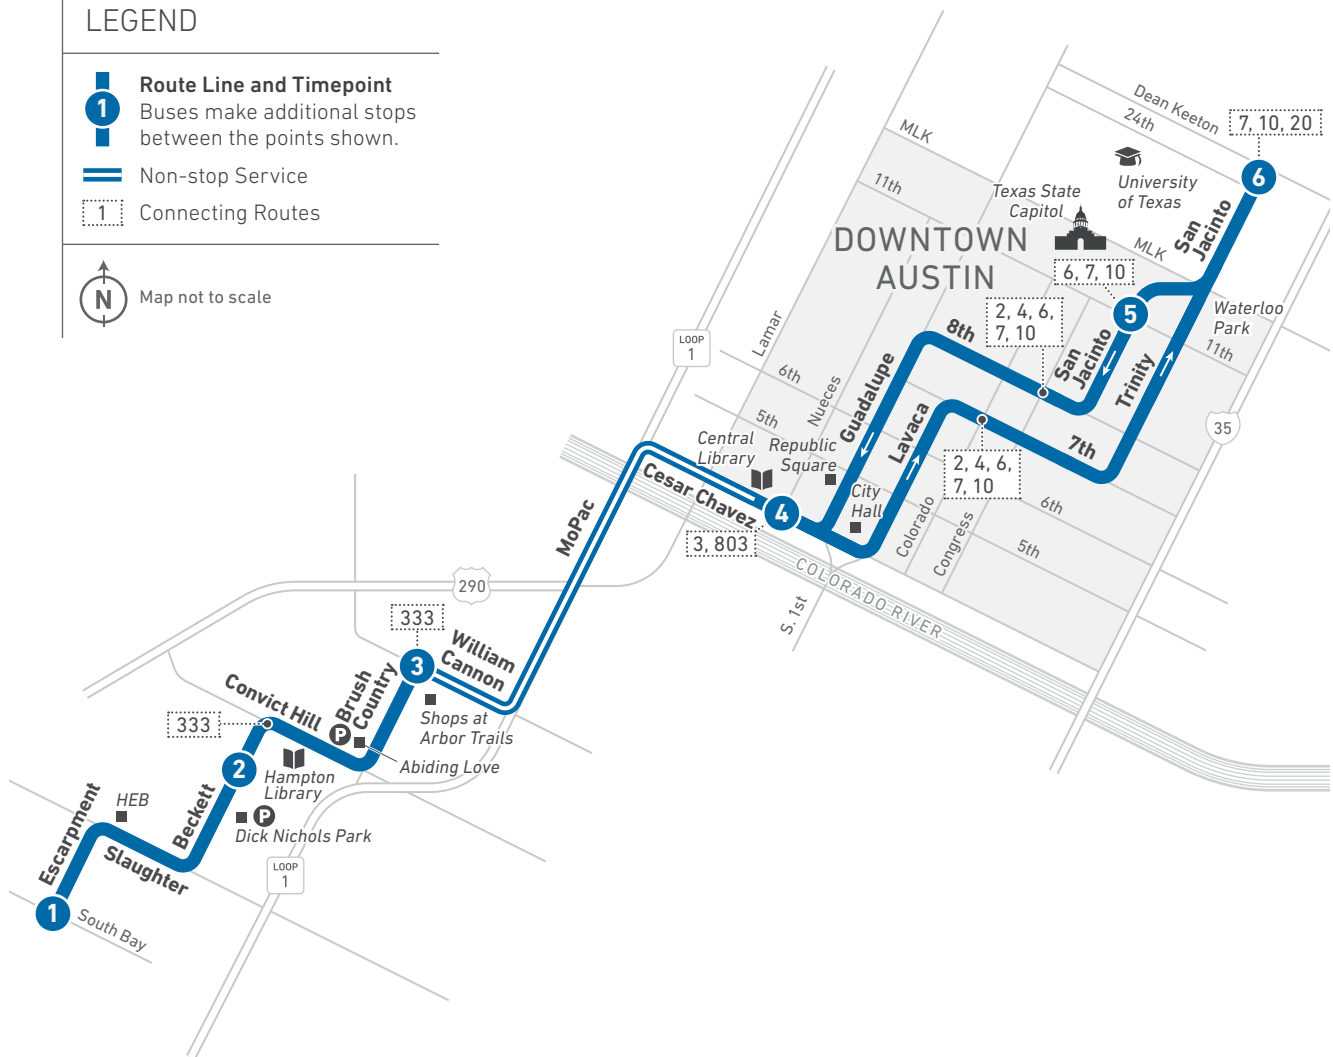 LEGEND
1
Route Line and Timepoint
Buses make additional stops
between the points shown.
Non-stop Service
1
Connecting Routes
N
Map not to scale
Dean Keeton
24th
7, 10, 20
6
MLK
University
of Texas
11th
Texas State
Capitol
San
Jacinto
MLK
DOWNTOWN
AUSTIN
6, 7, 10
5
2, 4, 6,
7, 10
Waterloo
Park
11th
8th
San
Jacinto
Trinity
LOOP
1
Lamar
6th
Nueces
5th
Guadalupe
Lavaca
35
7th
Central
Library
Republic
Square
2, 4, 6,
7, 10
City
Hall
Cesar Chavez
4
3, 803
Colorado
Congress
6th
5th
MoPac
COLORADO RIVER
S. 1st
290
333
3
William
Cannon
Brush
Country
Convict Hill
P
333
Shops at
Arbor Trails
Abiding Love
2
Hampton
Library
Beckett
HEB
P
Dick Nichols Park
Escarpment
Slaughter
LOOP
1
1
South Bay